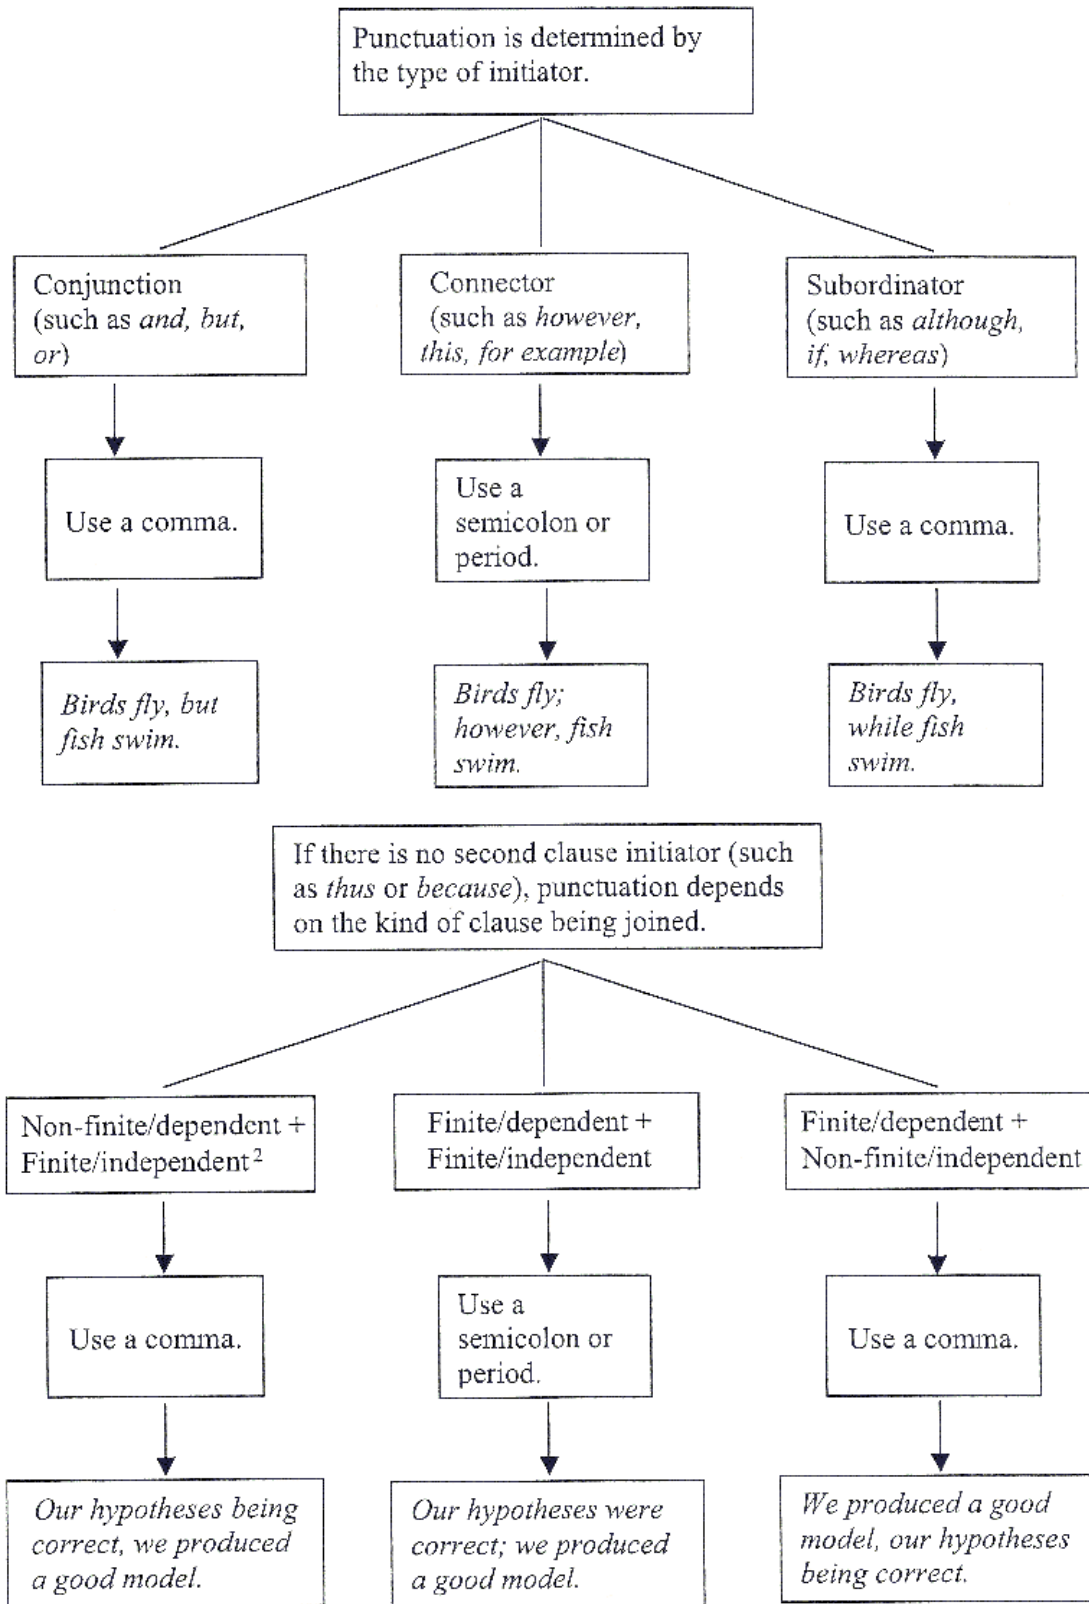 Punctuation is determined by
the type of initiator.
Conjunction
(such as and, but,
or)
Connector
(such as however,
this, for example)
Subordinator
(such as although,
if, whereas)
Use a comma.
Use a
semicolon or
period.
Use a comma.
Birds fly, but
fish swim.
Birds fly;
however, fish
swim.
Birds fly,
while fish
swim.
If there is no second clause initiator (such
as thus or because), punctuation depends
on the kind of clause being joined.
Non-finite/dependent +
Finite/independent²
Finite/dependent +
Finite/independent
Finite/dependent +
Non-finite/independent
Use a comma.
Use a
semicolon or
period.
Use a comma.
Our hypotheses being
correct, we produced
a good model.
Our hypotheses were
correct; we produced
a good model.
We produced a good
model, our hypotheses
being correct.